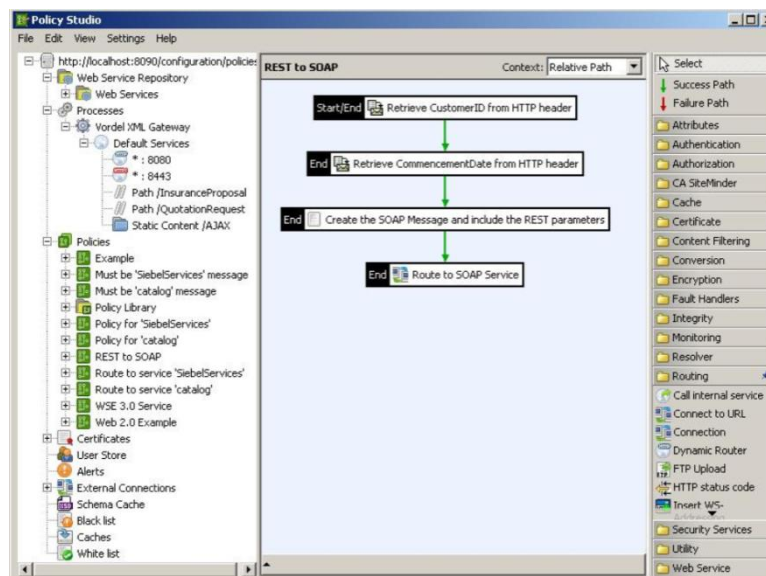 Policy Studio
File Edit View Settings Help
http://localhost:8090/configuration/policies
Web Service Repository
Web Services
Processes
Vordel XML Gateway
Default Services
* : 8080
* : 8443
Path /InsuranceProposal
Path /QuotationRequest
Static Content /AJAX
Policies
Example
Must be 'SiebelServices' message
Must be 'catalog' message
Policy Library
Policy for 'SiebelServices'
Policy for 'catalog'
REST to SOAP
Route to service 'SiebelServices'
Route to service 'catalog'
WSE 3.0 Service
Web 2.0 Example
Certificates
User Store
Alerts
External Connections
Schema Cache
Black list
Caches
White list
REST to SOAP
Context: Relative Path
Start/End Retrieve CustomerID from HTTP header
End Retrieve CommencementDate from HTTP header
End Create the SOAP Message and include the REST parameters
End Route to SOAP Service
Select
Success Path
Failure Path
Attributes
Authentication
Authorization
CA SiteMinder
Cache
Certificate
Content Filtering
Conversion
Encryption
Fault Handlers
Integrity
Monitoring
Resolver
Routing
Call internal service
Connect to URL
Connection
Dynamic Router
FTP Upload
HTTP status code
Insert WS-
Security Services
Utility
Web Service